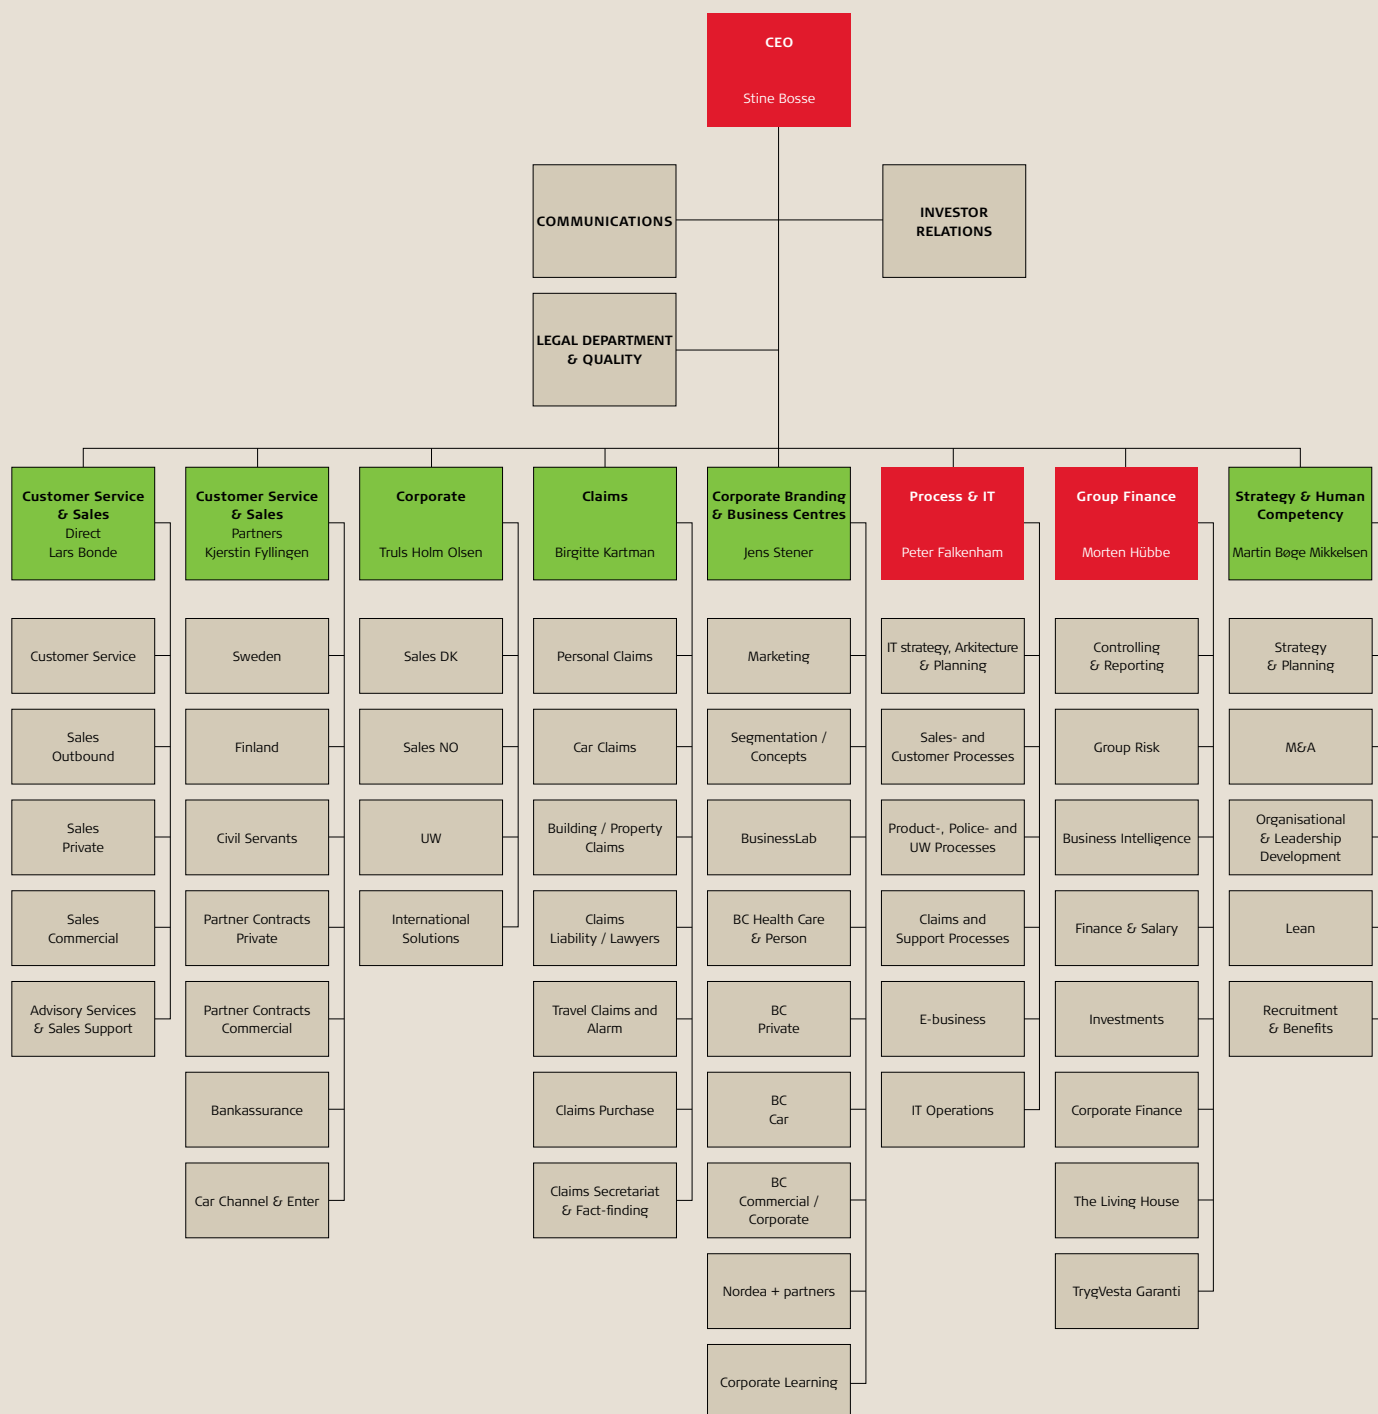 CEO
Stine Bosse
COMMUNICATIONS
INVESTOR
RELATIONS
LEGAL DEPARTMENT
& QUALITY
Customer Service
& Sales
Direct
Lars Bonde
Customer Service
& Sales
Partners
Kjerstin Fyllingen
Corporate
Truls Holm Olsen
Claims
Birgitte Kartman
Corporate Branding
& Business Centres
Jens Stener
Process & IT
Peter Falkenham
Group Finance
Morten Hübbe
Strategy & Human
Competency
Martin Bøge Mikkelsen
Customer Service
Sales
Outbound
Sales
Private
Sales
Commercial
Advisory Services
& Sales Support
Sweden
Finland
Civil Servants
Partner Contracts
Private
Partner Contracts
Commercial
Bankassurance
Car Channel & Enter
Sales DK
Sales NO
UW
International
Solutions
Personal Claims
Car Claims
Building / Property
Claims
Claims
Liability / Lawyers
Travel Claims and
Alarm
Claims Purchase
Claims Secretariat
& Fact-finding
Marketing
Segmentation /
Concepts
BusinessLab
BC Health Care
& Person
BC
Private
BC
Car
BC
Commercial /
Corporate
Nordea + partners
Corporate Learning
IT strategy, Arkitecture
& Planning
Sales- and
Customer Processes
Product-, Police- and
UW Processes
Claims and
Support Processes
E-business
IT Operations
Controlling
& Reporting
Group Risk
Business Intelligence
Finance & Salary
Investments
Corporate Finance
The Living House
TrygVesta Garanti
Strategy
& Planning
M&A
Organisational
& Leadership
Development
Lean
Recruitment
& Benefits